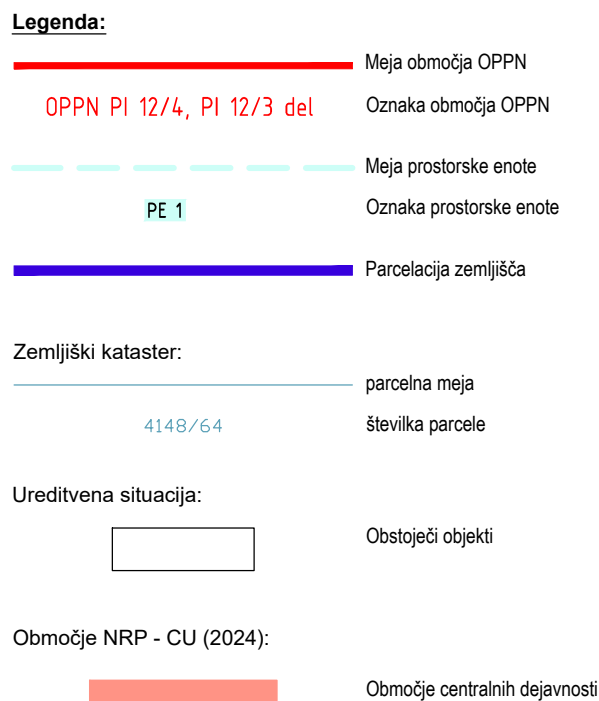 Legenda:
Meja območja OPPN
OPPN PI 12/4, PI 12/3 del Oznaka območja OPPN
Meja prostorske enote
PE 1 Oznaka prostorske enote
Parcelacija zemljišča
Zemljiški kataster:
parcelna meja
4148/64 številka parcele
Ureditvena situacija:
Obstoječi objekti
Območje NRP - CU (2024):
Območje centralnih dejavnosti